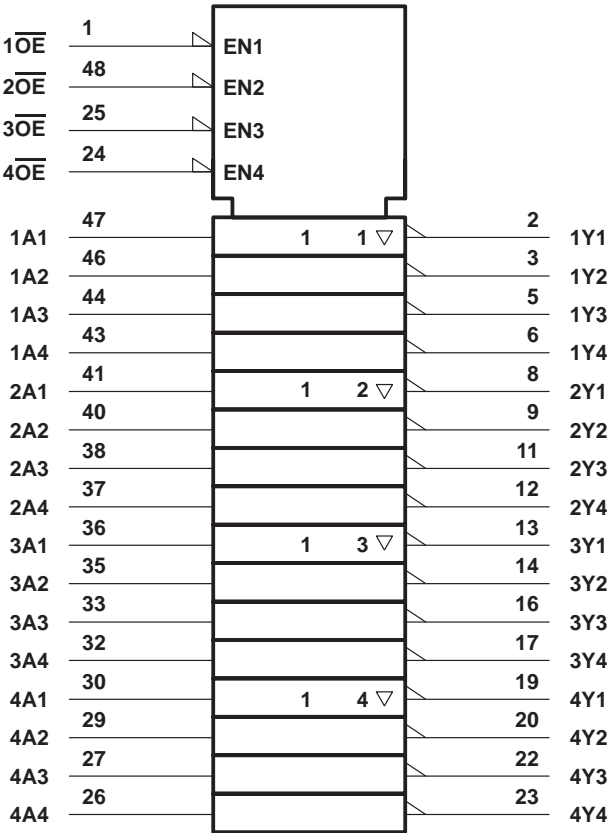 1O̅E̅ 1 EN1
2O̅E̅ 48 EN2
3O̅E̅ 25 EN3
4O̅E̅ 24 EN4
1A1 47 1 1 ▽ 2 1Y1
1A2 46 3 1Y2
1A3 44 5 1Y3
1A4 43 6 1Y4
2A1 41 1 2 ▽ 8 2Y1
2A2 40 9 2Y2
2A3 38 11 2Y3
2A4 37 12 2Y4
3A1 36 1 3 ▽ 13 3Y1
3A2 35 14 3Y2
3A3 33 16 3Y3
3A4 32 17 3Y4
4A1 30 1 4 ▽ 19 4Y1
4A2 29 20 4Y2
4A3 27 22 4Y3
4A4 26 23 4Y4